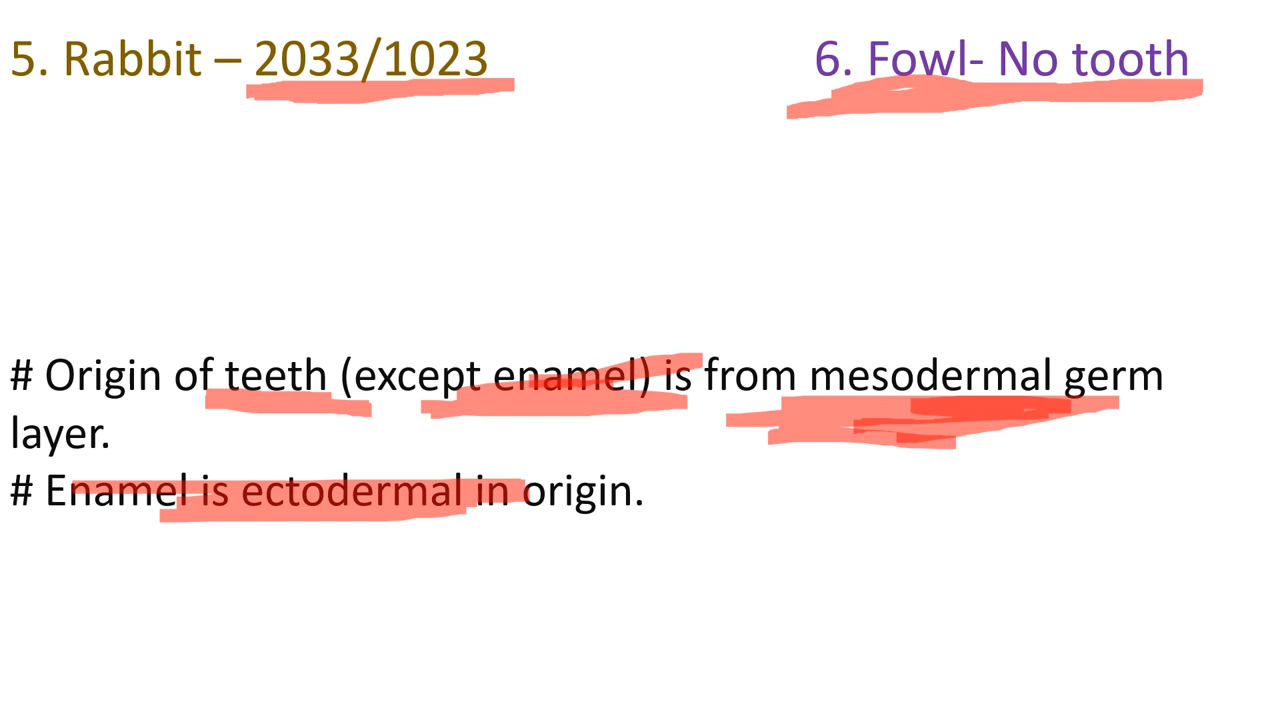 5. Rabbit – 2033/1023 6. Fowl- No tooth
# Origin of teeth (except enamel) is from mesodermal germ
layer.
# Enamel is ectodermal in origin.